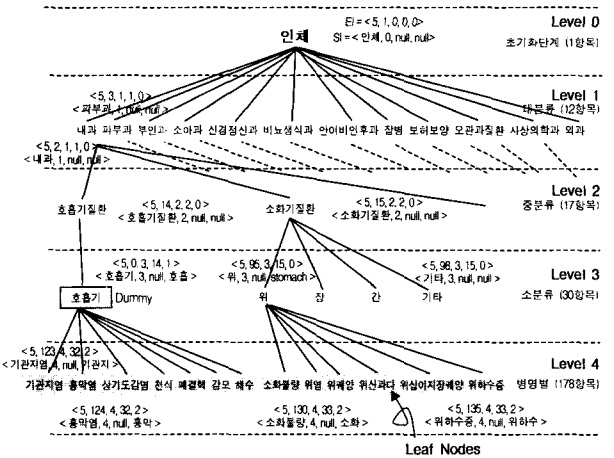 EI = < 5, 1, 0, 0, 0>
Level 0
인체
SI = < 인체, 0, null, null>
초기화단계 (1항목)
< 5, 3, 1, 1, 0 >
Level 1
< 피부과, 1, null, null>
대분류 (12항목)
내과 피부과 부인과 소아과 신경정신과 비뇨생식과 안이비인후과 잡병 보허보양 모관과질환 사상의학과 외과
<5, 2, 1, 1, 0 >
< 내과, 1, null, null>
Level 2
호흡기질환
< 5, 14, 2, 2, 0 >
소화기질환
< 5, 15, 2, 2, 0 >
중분류 (17항목)
< 호흡기질환, 2, null, null >
< 소화기질환, 2, null, null >
< 5, 0, 3, 14, 1 >
< 5, 95, 3, 15, 0 >
< 5, 98, 3, 15, 0 >
Level 3
< 호흡기, 3, null, 호흡 >
< 위, 3, null, stomach >
< 기타, 3, null, null >
소분류 (30항목)
호흡기
Dummy
위
장
간
기타
< 5, 123, 4, 32, 2 >
Level 4
< 기관지염, 4, null, 기관지 >
기관지염 흉막염 상기도감염 천식 폐결핵 감모 해수
소화불량 위염 위궤양 위산과다 위십이지장궤양 위하수증
병명별 (178항목)
< 5, 124, 4, 32, 2 >
< 5, 130, 4, 33, 2 >
< 5, 135, 4, 33, 2 >
< 흉막염, 4, null, 흉막 >
< 소화불량, 4, null, 소화 >
< 위하수증, 4, null, 위하수 >
Leaf Nodes